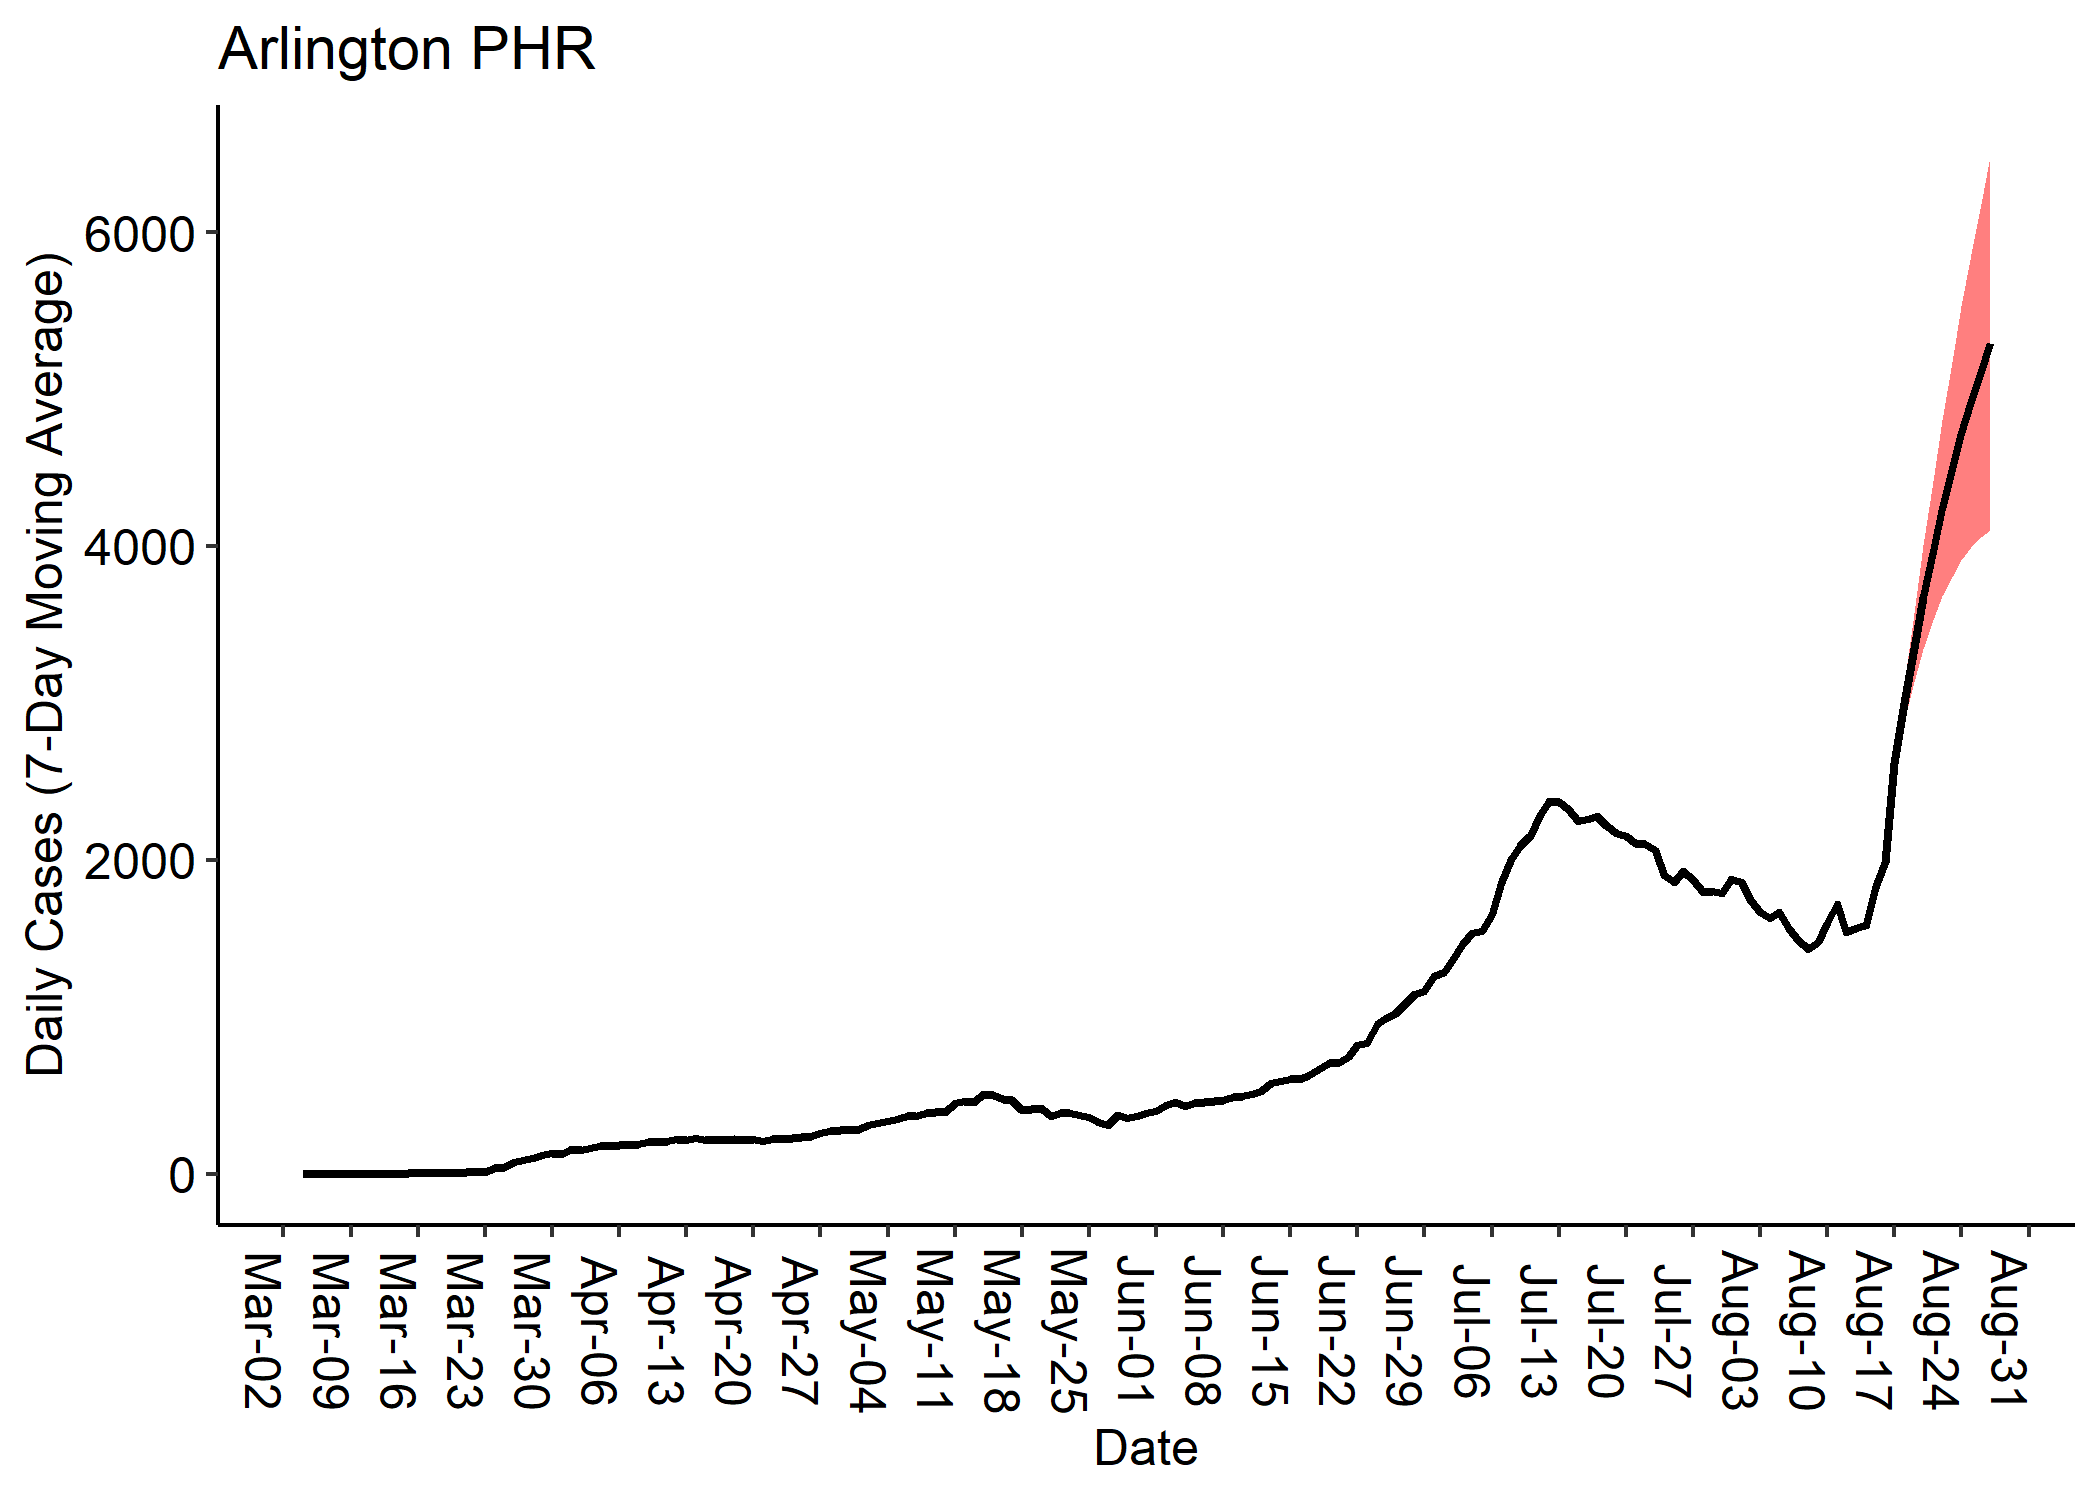 Arlington PHR
Daily Cases (7-Day Moving Average)
6000
4000
2000
0
Mar-02
Mar-09
Mar-16
Mar-23
Mar-30
Apr-06
Apr-13
Apr-20
Apr-27
May-04
May-11
May-18
May-25
Jun-01
Jun-08
Jun-15
Jun-22
Jun-29
Jul-06
Jul-13
Jul-20
Jul-27
Aug-03
Aug-10
Aug-17
Aug-24
Aug-31
Date